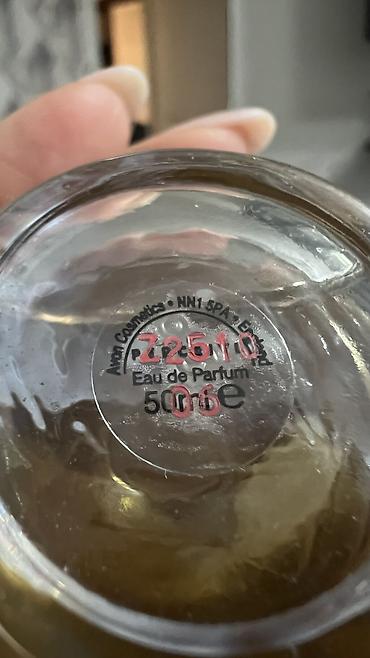 Avon Cosmetics • NN1 5PA • England
Z2510
Eau de Parfum
50ml e
06